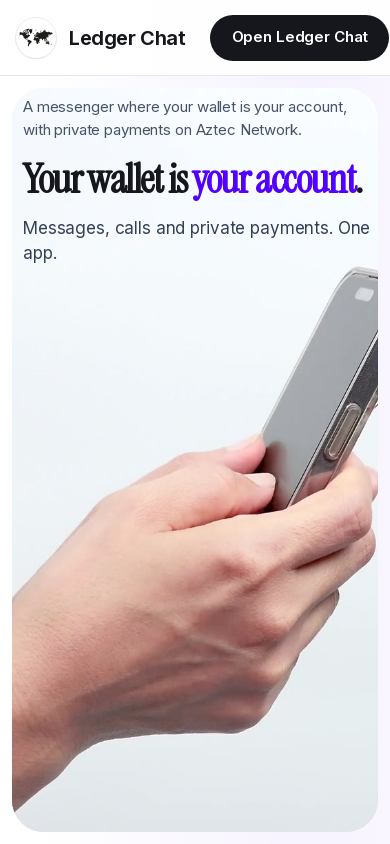 Ledger Chat
Open Ledger Chat
A messenger where your wallet is your account,
with private payments on Aztec Network.
Your wallet is your account.
Messages, calls and private payments. One
app.